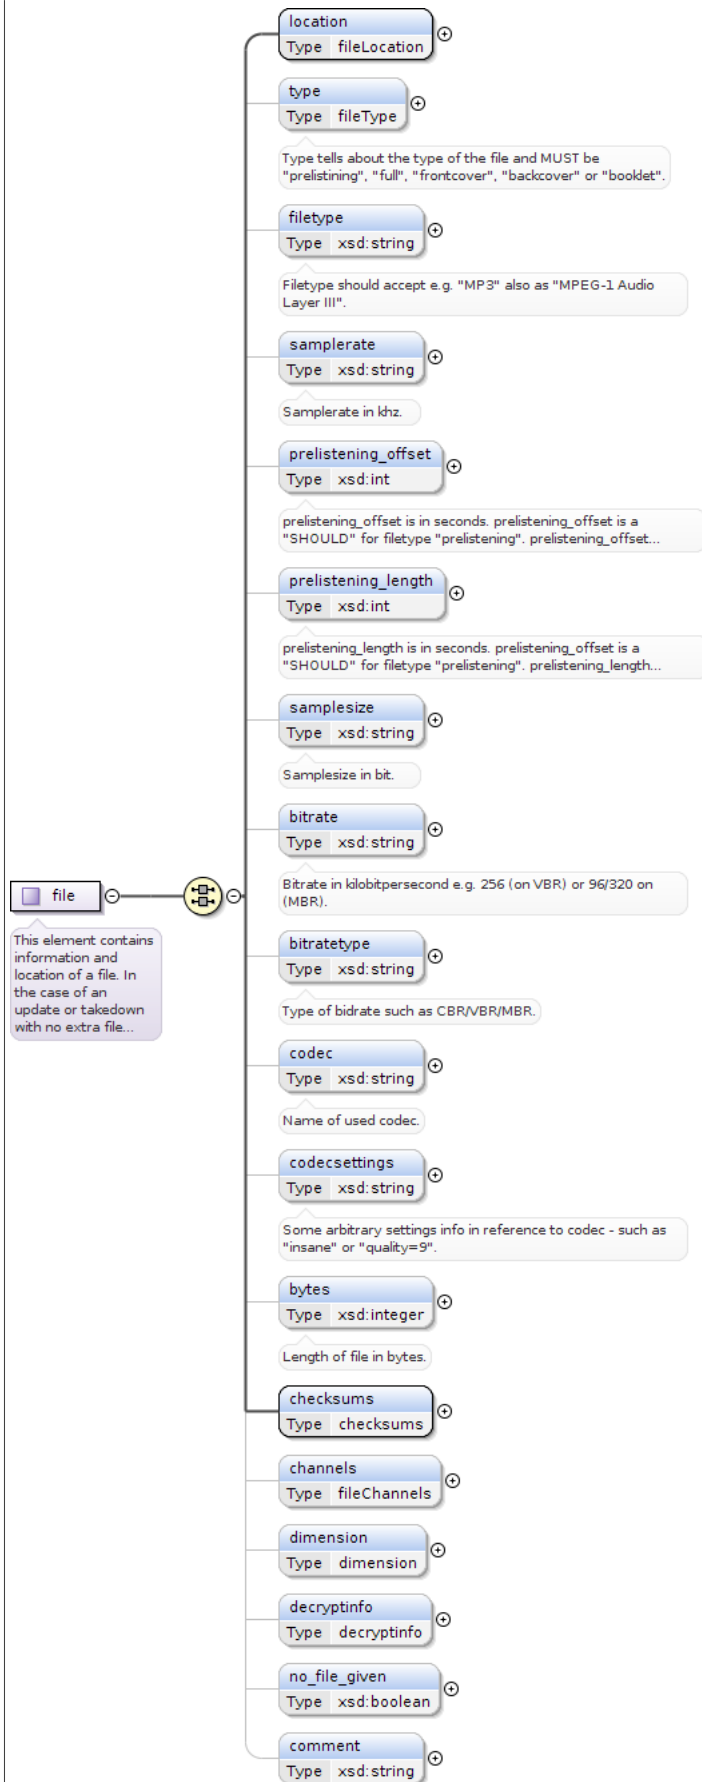 location
Type fileLocation
type
Type fileType
Type tells about the type of the file and MUST be
"prelistining", "full", "frontcover", "backcover" or "booklet".
filetype
Type xsd:string
Filetype should accept e.g. "MP3" also as "MPEG-1 Audio
Layer III".
samplerate
Type xsd:string
Samplerate in khz.
prelistening_offset
Type xsd:int
prelistening_offset is in seconds. prelistening_offset is a
"SHOULD" for filetype "prelistening". prelistening_offset...
prelistening_length
Type xsd:int
prelistening_length is in seconds. prelistening_offset is a
"SHOULD" for filetype "prelistening". prelistening_length...
samplesize
Type xsd:string
Samplesize in bit.
bitrate
Type xsd:string
Bitrate in kilobitpersecond e.g. 256 (on VBR) or 96/320 on
(MBR).
file
This element contains
information and
location of a file. In
the case of an
update or takedown
with no extra file...
bitratetype
Type xsd:string
Type of bidrate such as CBR/VBR/MBR.
codec
Type xsd:string
Name of used codec.
codecsettings
Type xsd:string
Some arbitrary settings info in reference to codec - such as
"insane" or "quality=9".
bytes
Type xsd:integer
Length of file in bytes.
checksums
Type checksums
channels
Type fileChannels
dimension
Type dimension
decryptinfo
Type decryptinfo
no_file_given
Type xsd:boolean
comment
Type xsd:string